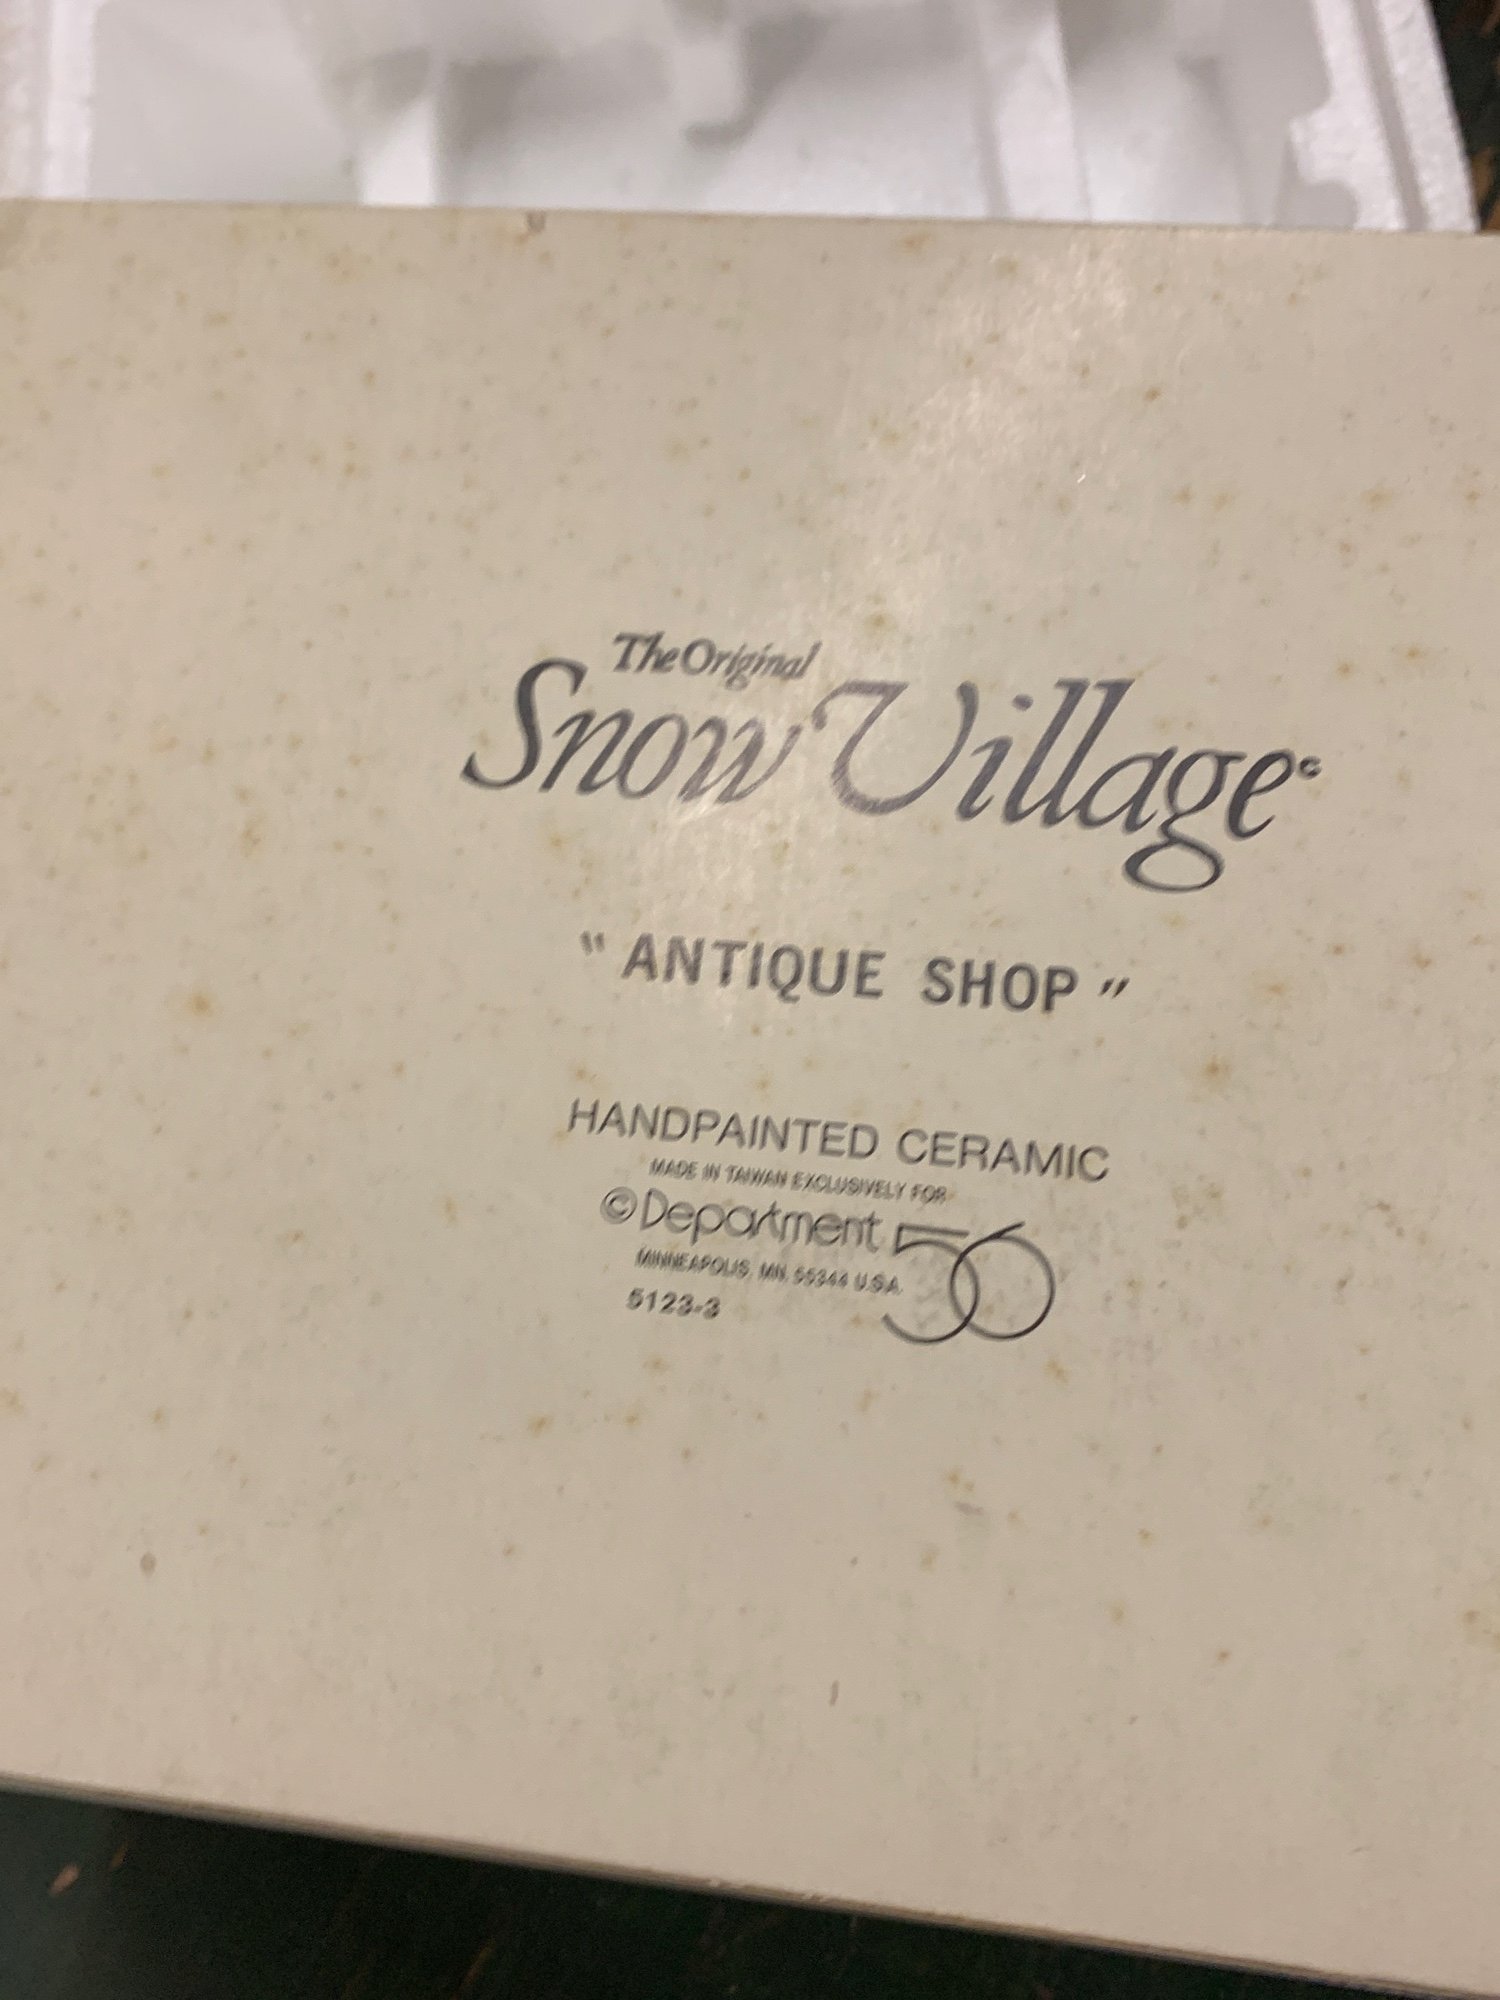 The Original
Snow Village©
"ANTIQUE SHOP"
HANDPAINTED CERAMIC
MADE IN TAIWAN EXCLUSIVELY FOR
©Department 56
MINNEAPOLIS, MN. 55344 U.S.A.
5123-3